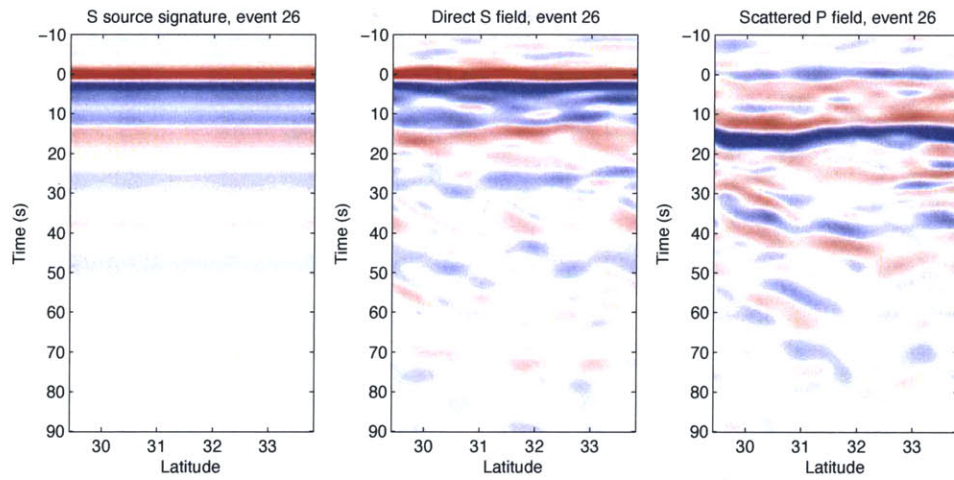 S source signature, event 26
−10
0
10
20
30
40
50
60
70
80
90
Time (s)
30 31 32 33
Latitude
Direct S field, event 26
−10
0
10
20
30
40
50
60
70
80
90
Time (s)
30 31 32 33
Latitude
Scattered P field, event 26
−10
0
10
20
30
40
50
60
70
80
90
Time (s)
30 31 32 33
Latitude